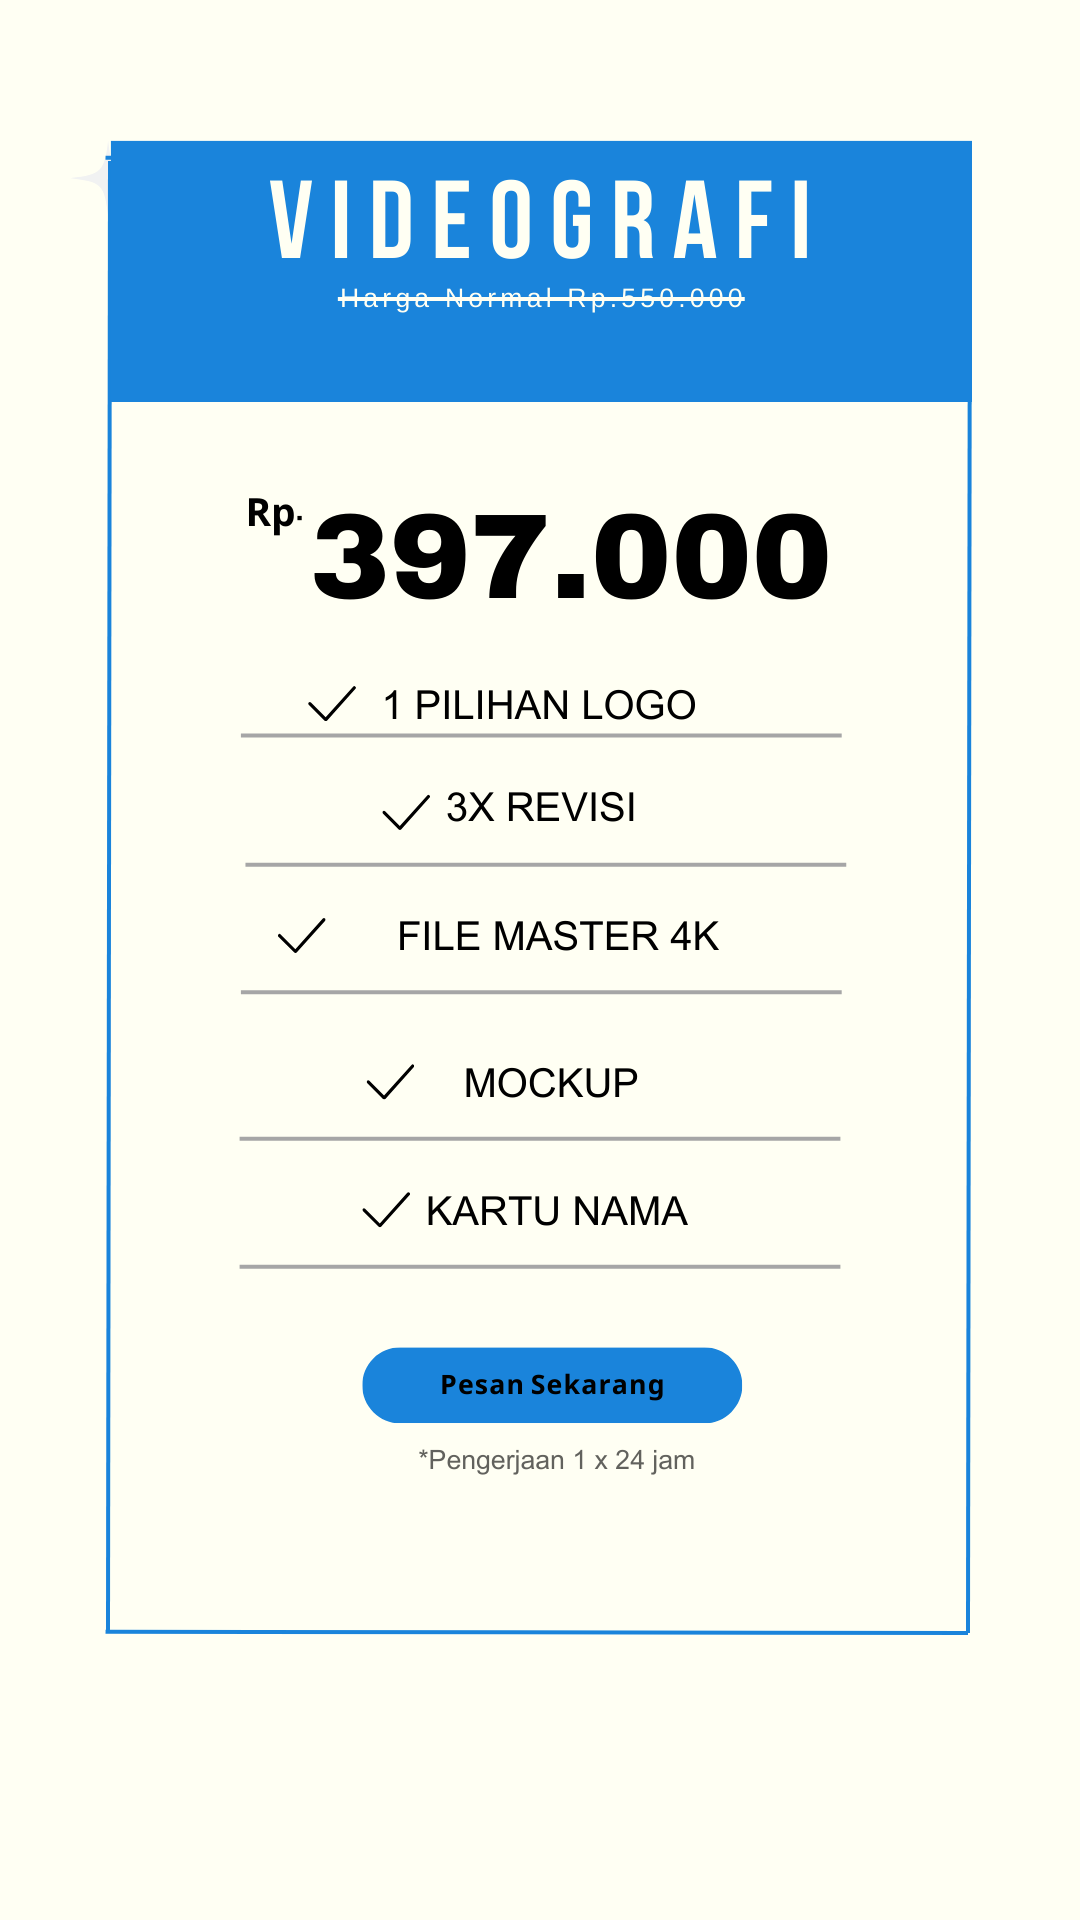 VIDEOGRAFI
Harga Normal Rp.550.000
Rp. 397.000
1 PILIHAN LOGO
3X REVISI
FILE MASTER 4K
MOCKUP
KARTU NAMA
Pesan Sekarang
*Pengerjaan 1 x 24 jam